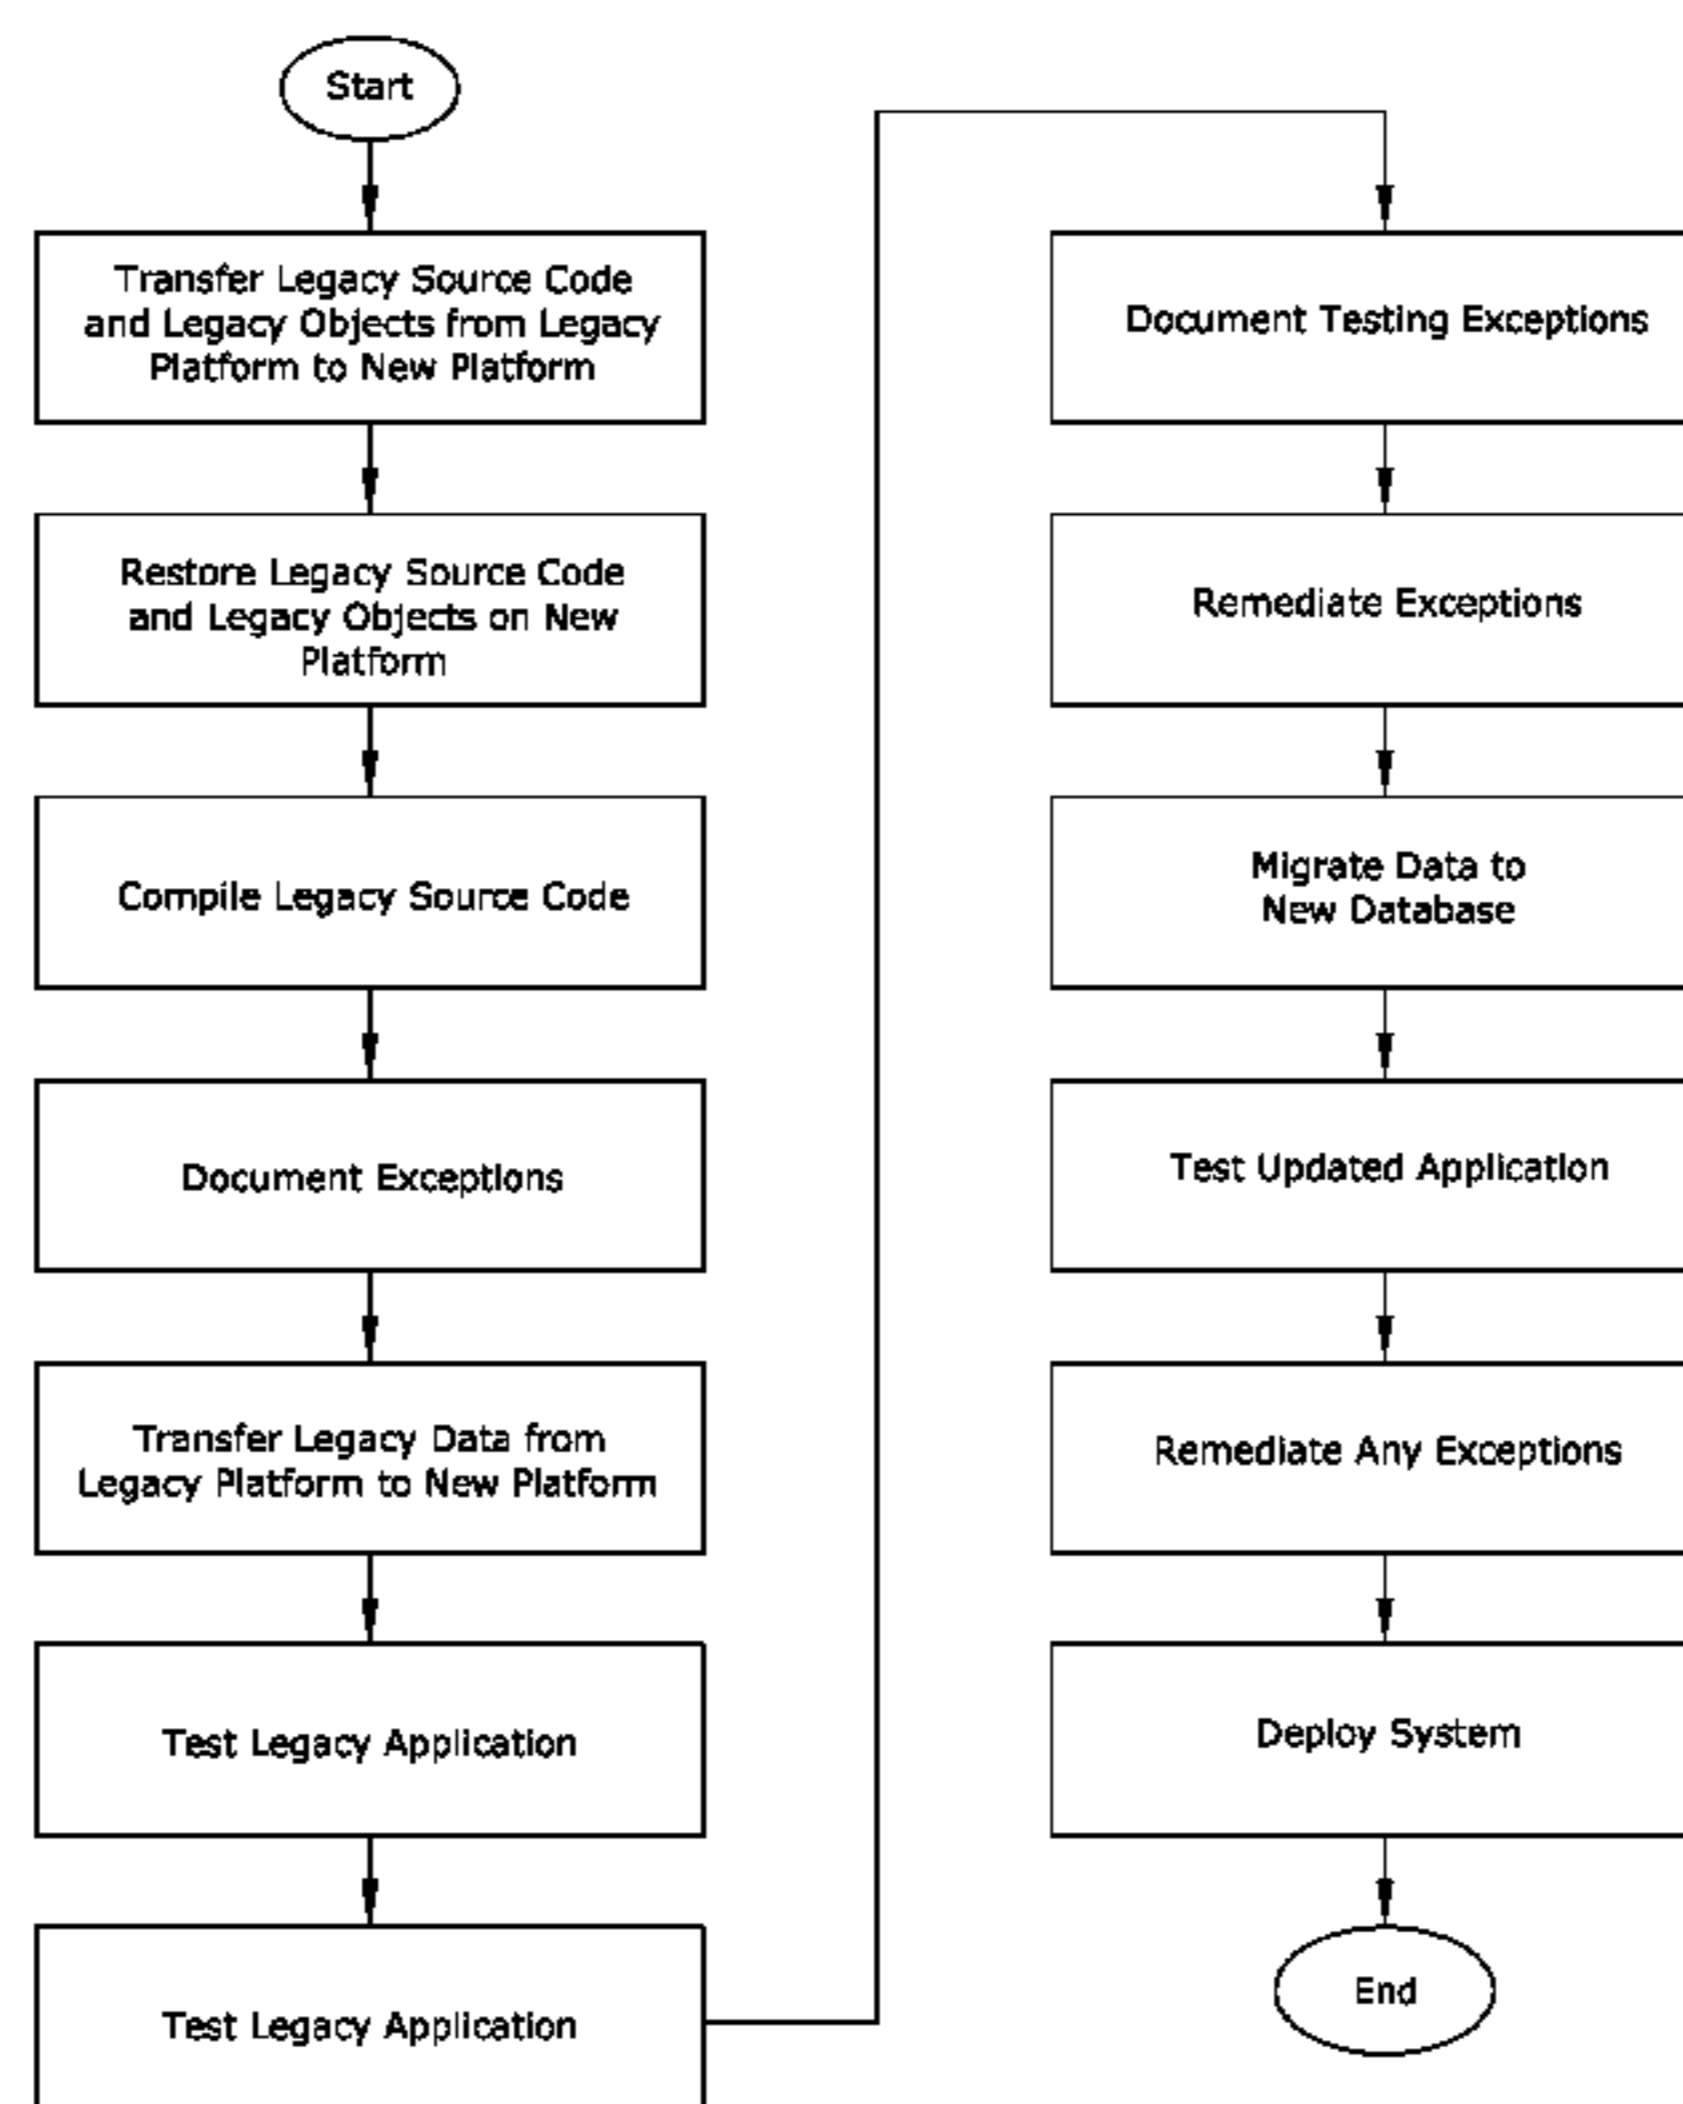 Start
Transfer Legacy Source Code
and Legacy Objects from Legacy
Platform to New Platform
Restore Legacy Source Code
and Legacy Objects on New
Platform
Compile Legacy Source Code
Document Exceptions
Transfer Legacy Data from
Legacy Platform to New Platform
Test Legacy Application
Test Legacy Application
Document Testing Exceptions
Remediate Exceptions
Migrate Data to
New Database
Test Updated Application
Remediate Any Exceptions
Deploy System
End